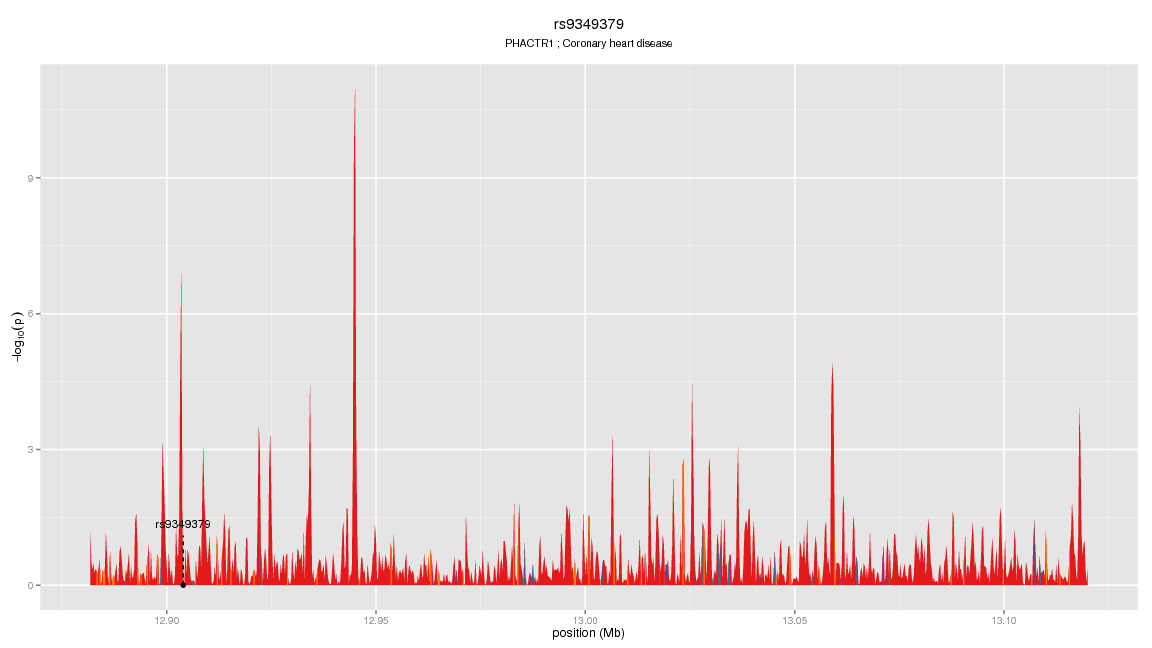 rs9349379
PHACTR1 ; Coronary heart disease
9
6
3
0
−log10(p)
rs9349379
12.90 12.95 13.00 13.05 13.10
position (Mb)